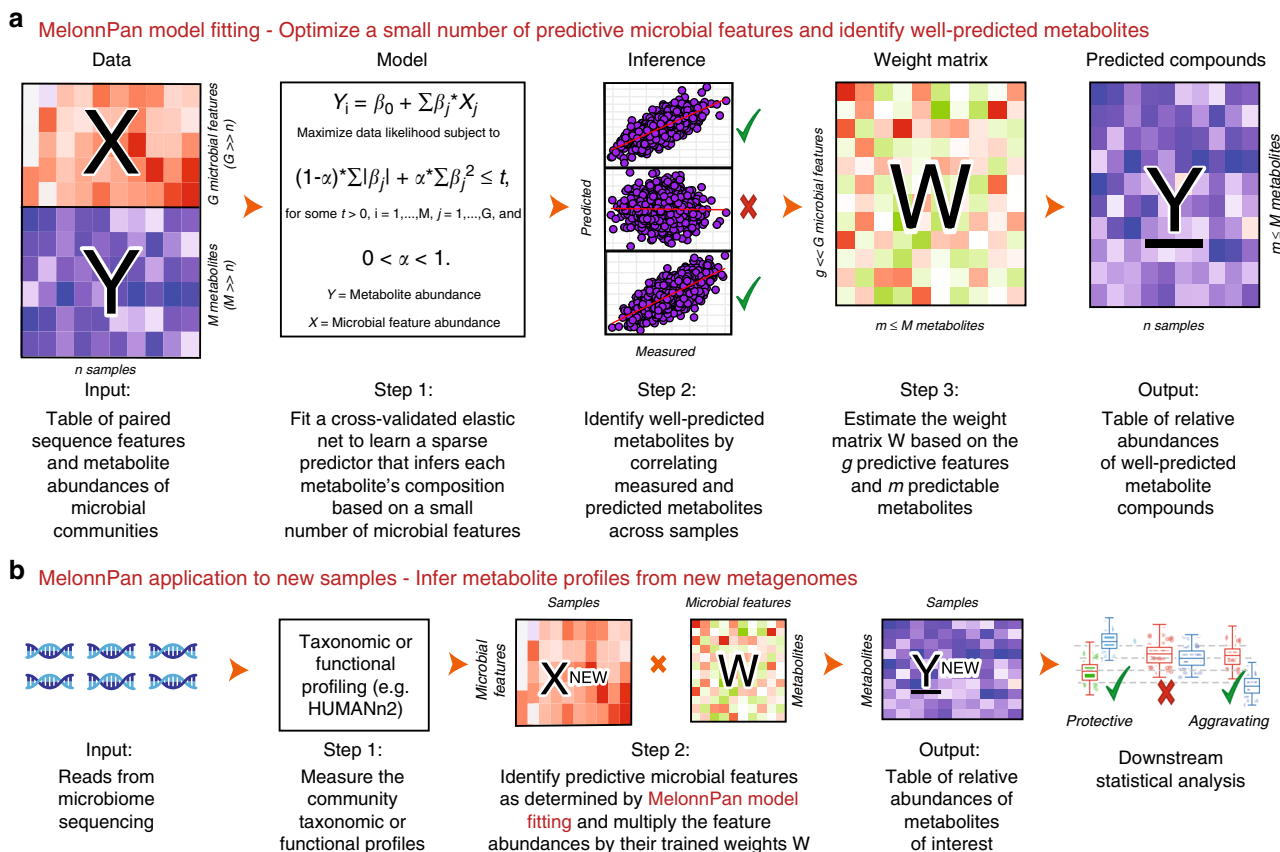 a
MelonnPan model fitting - Optimize a small number of predictive microbial features and identify well-predicted metabolites
Data
Model
Inference
Weight matrix
Predicted compounds
X
Y
G mictrobial features
(G >> n)
M metabolites
(M >> n)
n samples
Yi = β0 + Σβj*Xj
Maximize data likelihood subject to
(1-α)*Σ|βj| + α*Σβj² ≤ t,
for some t > 0, i = 1,...,M, j = 1,...,G, and
0 < α < 1.
Y = Metabolite abundance
X = Microbial feature abundance
Predicted
Measured
g << G microbial features
W
m ≤ M metabolites
Y
m ≤ M metabolites
n samples
Input:
Table of paired
sequence features
and metabolite
abundances of
microbial
communities
Step 1:
Fit a cross-validated elastic
net to learn a sparse
predictor that infers each
metabolite's composition
based on a small
number of microbial features
Step 2:
Identify well-predicted
metabolites by
correlating
measured and
predicted metabolites
across samples
Step 3:
Estimate the weight
matrix W based on the
g predictive features
and m predictable
metabolites
Output:
Table of relative
abundances
of well-predicted
metabolite
compounds
b
MelonnPan application to new samples - Infer metabolite profiles from new metagenomes
Taxonomic or
functional
profiling (e.g.
HUMANn2)
Samples
Microbial
features
X NEW
Microbial features
W
Metabolites
Samples
Metabolites
Y NEW
Protective
Aggravating
Input:
Reads from
microbiome
sequencing
Step 1:
Measure the
community
taxonomic or
functional profiles
Step 2:
Identify predictive microbial features
as determined by MelonnPan model
fitting and multiply the feature
abundances by their trained weights W
Output:
Table of relative
abundances of
metabolites
of interest
Downstream
statistical analysis